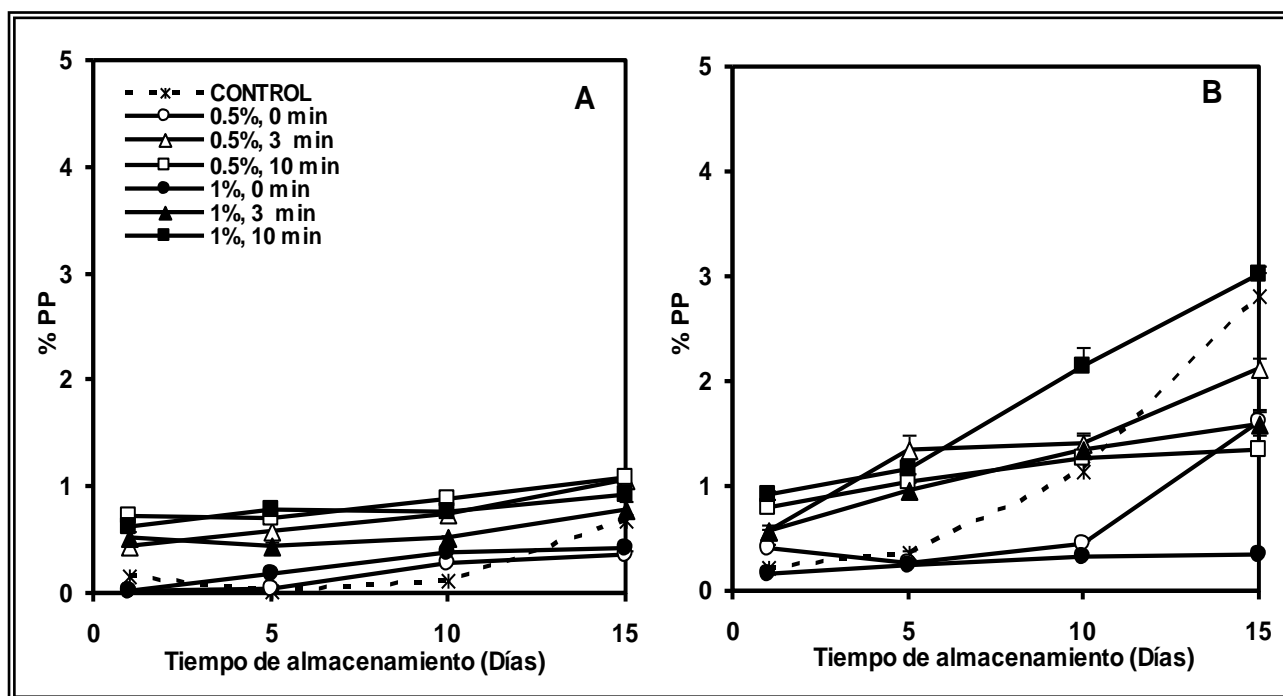 5
4
3
2
1
0
% PP
CONTROL
0.5%, 0 min
0.5%, 3 min
0.5%, 10 min
1%, 0 min
1%, 3 min
1%, 10 min
A
0 5 10 15
Tiempo de almacenamiento (Días)
5
4
3
2
1
0
% PP
B
0 5 10 15
Tiempo de almacenamiento (Días)